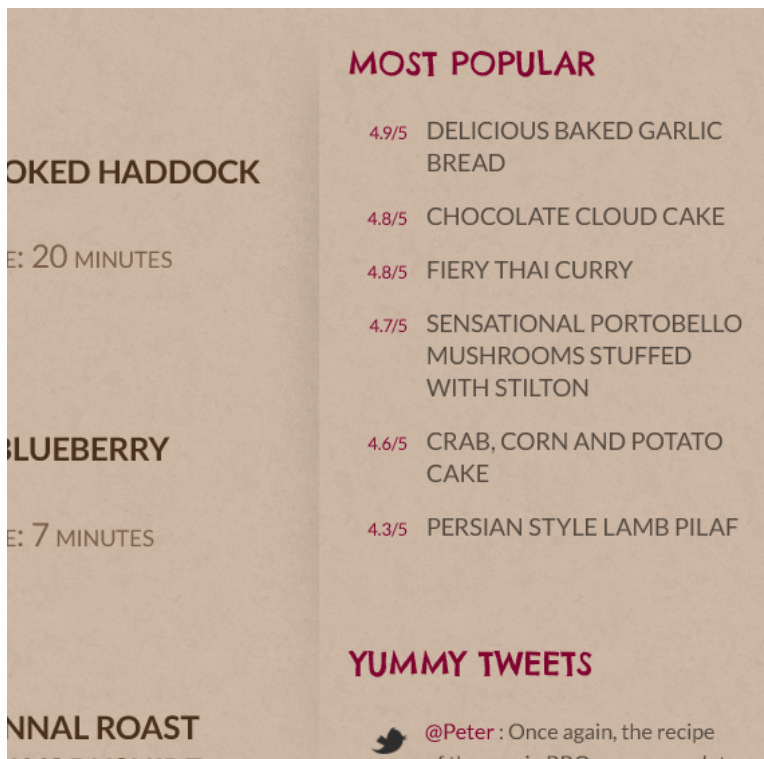 HADDOCK
20 MINUTES
7 MINUTES
ROAST
MOST POPULAR
4.9/5 DELICIOUS BAKED GARLIC
BREAD
4.8/5 CHOCOLATE CLOUD CAKE
4.8/5 FIERY THAI CURRY
4.7/5 SENSATIONAL PORTOBELLO
MUSHROOMS STUFFED
WITH STILTON
4.6/5 CRAB, CORN AND POTATO
CAKE
4.3/5 PERSIAN STYLE LAMB PILAF
YUMMY TWEETS
@Peter : Once again, the recipe